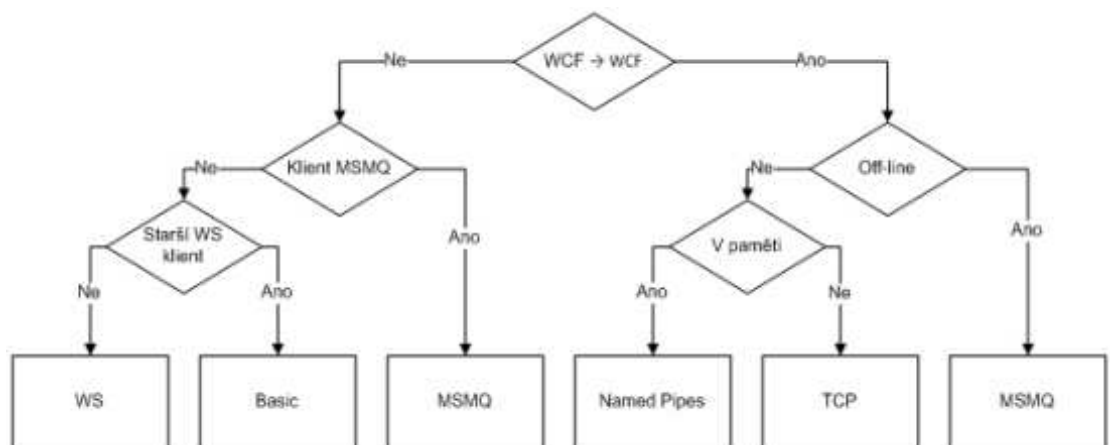 WCF → WCF
Ne
Ano
Klient MSMQ
Off-line
Ne
Ano
Ne
Ano
Starší WS
klient
V paměti
Ne
Ano
Ano
Ne
WS
Basic
MSMQ
Named Pipes
TCP
MSMQ